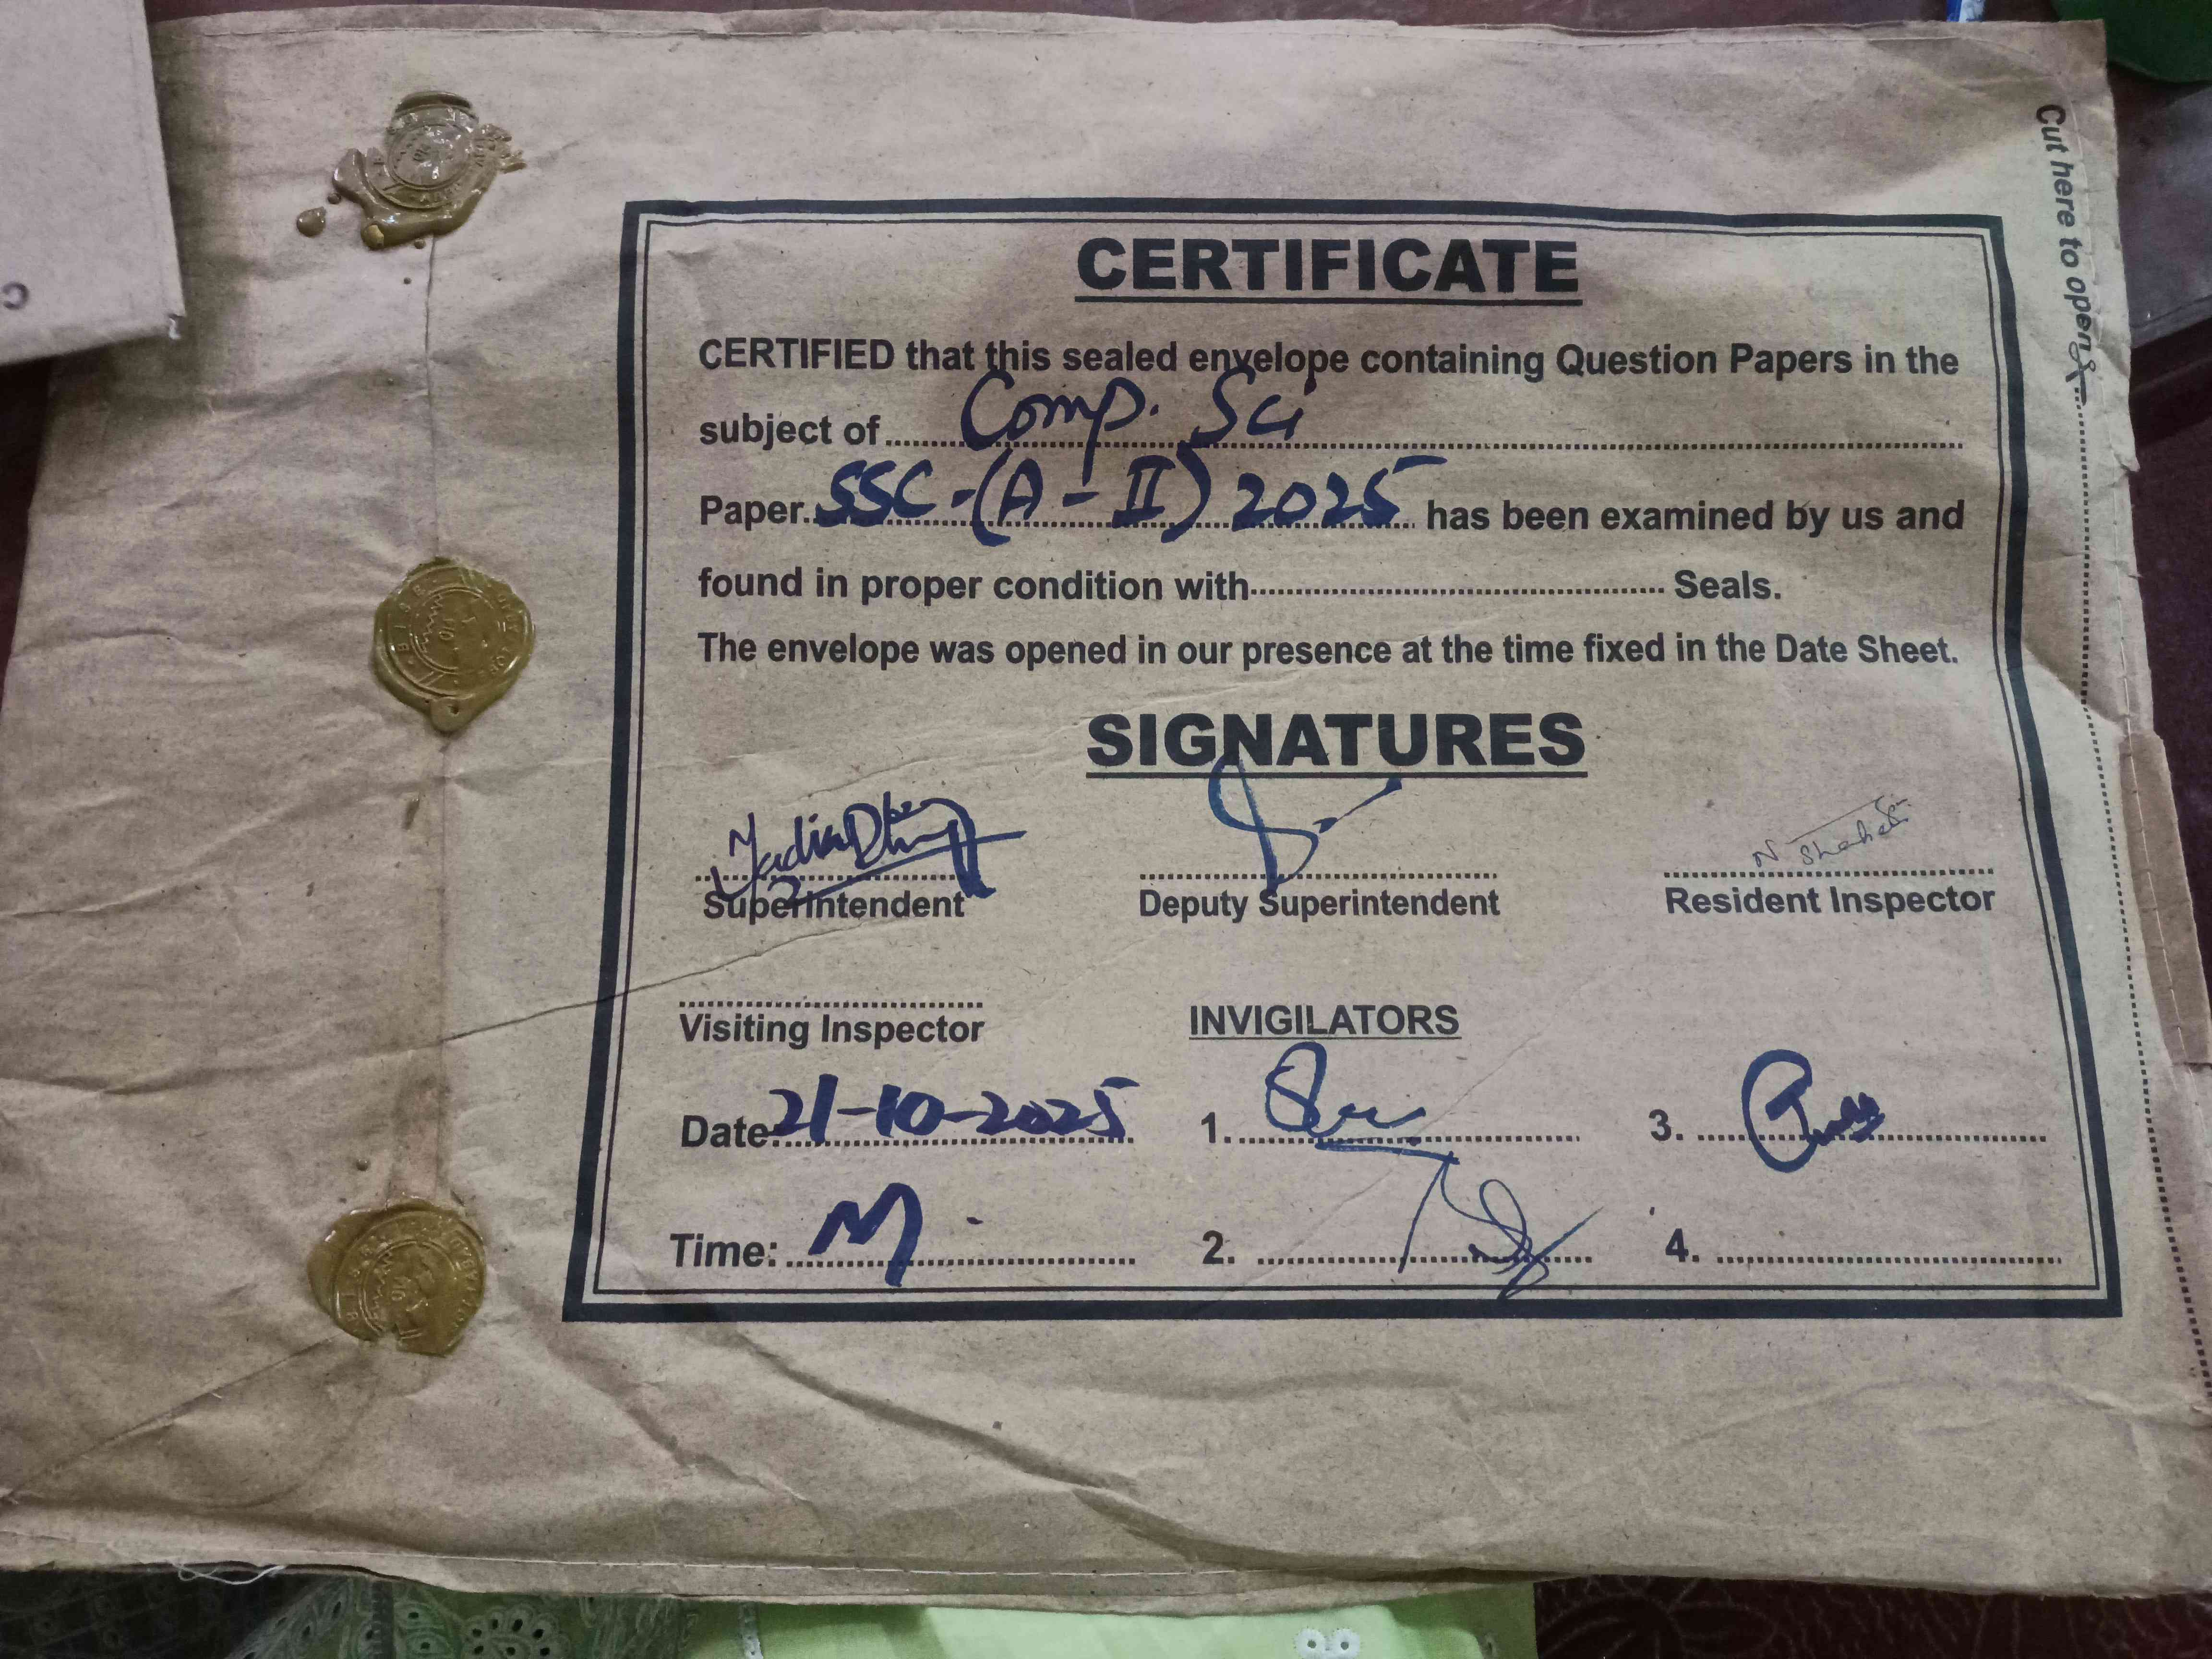 Cut here to open
CERTIFICATE
CERTIFIED that this sealed envelope containing Question Papers in the
subject of Comp. Sci
Paper SSC-(A-II) 2025 has been examined by us and
found in proper condition with Seals.
The envelope was opened in our presence at the time fixed in the Date Sheet.
SIGNATURES
Superintendent Deputy Superintendent Resident Inspector
Visiting Inspector INVIGILATORS
Date: 21-10-2025 1. 3.
Time: M 2. 4.